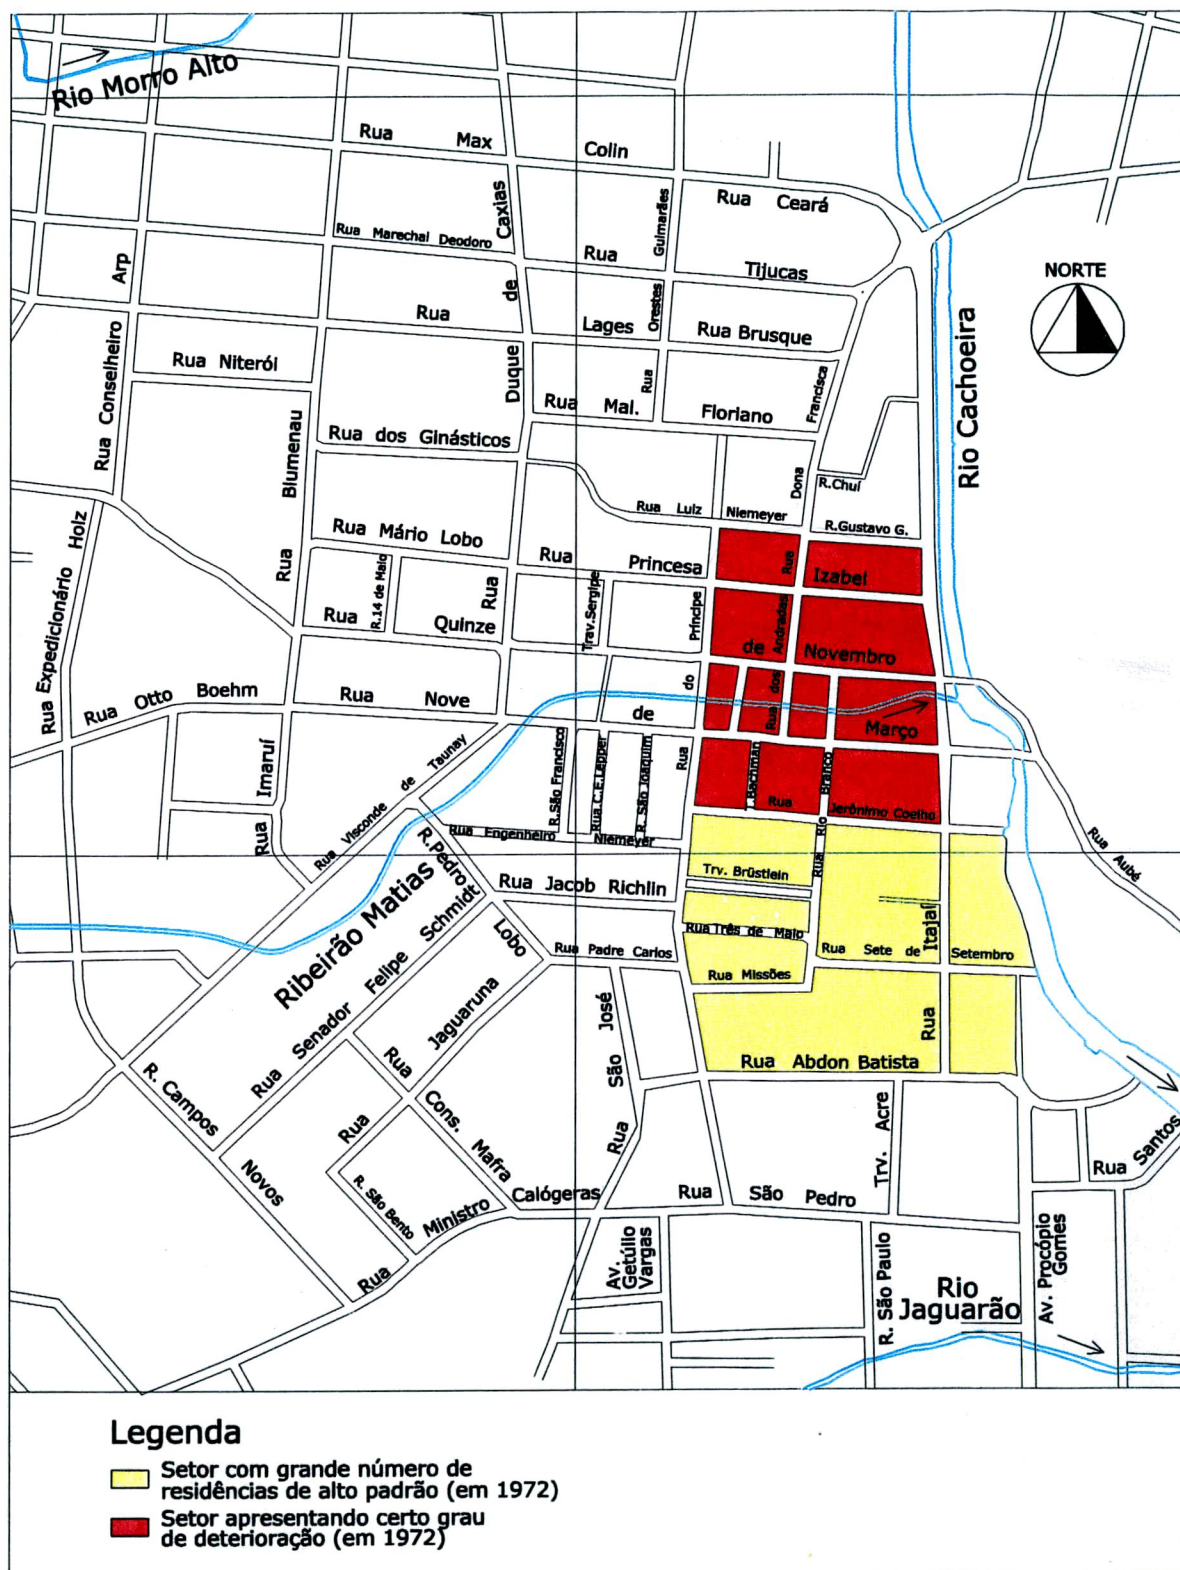 Rio Morro Alto
Rua Max Colin
Rua Ceará
Caxias
Guimarães
Rua Marechal Deodoro
Rua Tijucas
NORTE
Arp
de
Orestes
Rua Lages
Rua Brusque
Rio Cachoeira
Rua Conselheiro
Rua Niterói
Duque
Rua
Rua Mal. Floriano
Francisca
Blumenau
Rua dos Ginásticos
Dona
R.Chuí
Rua Luiz Niemeyer
R.Gustavo G.
Rua Expedicionário Holz
Rua Mário Lobo
Rua Princesa Izabel
Rua
Rua
R.14 de Maio
Rua
Trav.Sergipe
Príncipe
Andradas
Rua Quinze de Novembro
do
Rua dos
Rua Otto Boehm
Rua Nove de Março
Imaruí
Rua Visconde de Taunay
R.São Francisco
Rua.C.E.Lepper
R. São Joaquim
Rua
T.Bachman
Branco
Rua Jerônimo Coelho
Rua
Rua Engenheiro Niemeyer
Rua Rio
Rua Aubé
R.Pedro Lobo
Trv. Brüstlein
Rua Jacob Richlin
Ribeirão Matias
Rua Três de Maio
Itajaí
Rua Senador Felipe Schmidt
Rua Padre Carlos
Rua Sete de Setembro
Rua Missões
Jaguaruna
São José
Rua
Rua Abdon Batista
R. Campos Novos
Rua Cons. Mafra
Rua
Rua
Trv. Acre
Rua Santos
R. São Bento
Rua Ministro Calógeras
Rua São Pedro
Av. Getúlio Vargas
R. São Paulo
Rio Jaguarão
Av. Procópio Gomes
Legenda
Setor com grande número de
residências de alto padrão (em 1972)
Setor apresentando certo grau
de deterioração (em 1972)